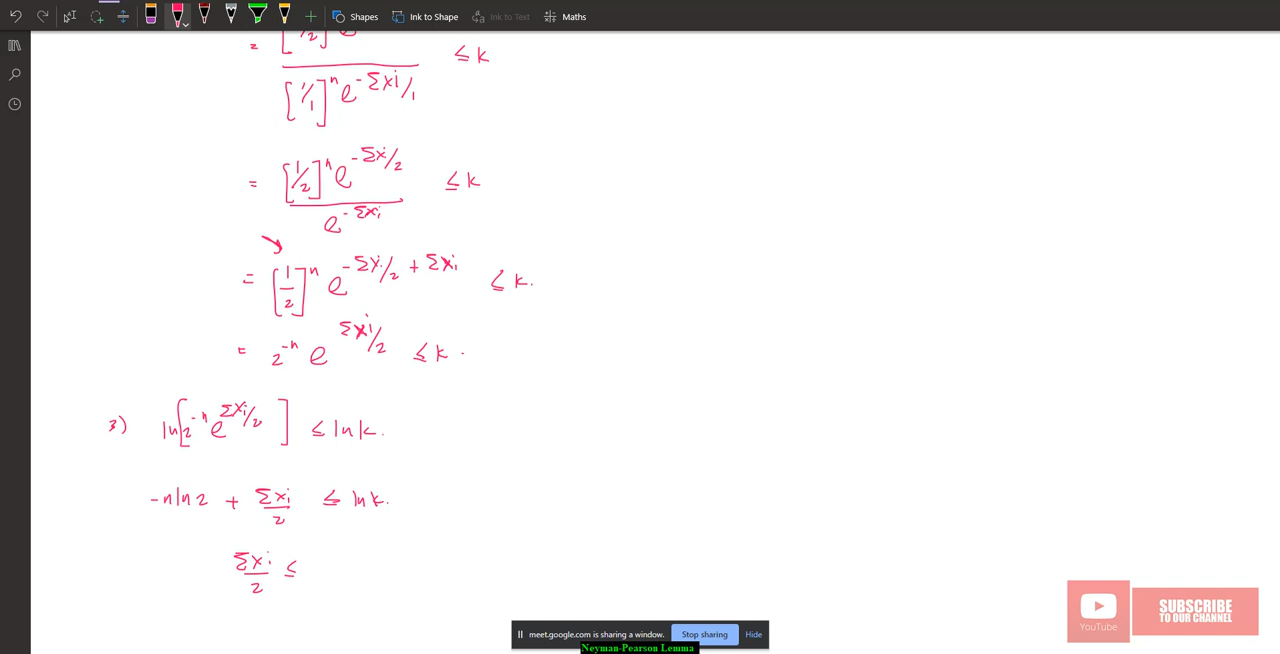 Shapes Ink to Shape Ink to Text Maths
= [1/2]ⁿ e ≤ k
[1/1]ⁿ e^(-Σxi/1)
= [1/2]ⁿ e^(-Σxi/2) ≤ k
e^(-Σxi)
= [1/2]ⁿ e^(-Σxi/2 + Σxi) ≤ k.
= 2⁻ⁿ e^(Σxi/2) ≤ k.
3) ln[2⁻ⁿ e^(Σxi/2)] ≤ ln k.
-n ln 2 + Σxi/2 ≤ ln k.
Σxi/2 ≤
YouTube
SUBSCRIBE
TO OUR CHANNEL
meet.google.com is sharing a window. Stop sharing Hide
Neyman-Pearson Lemma